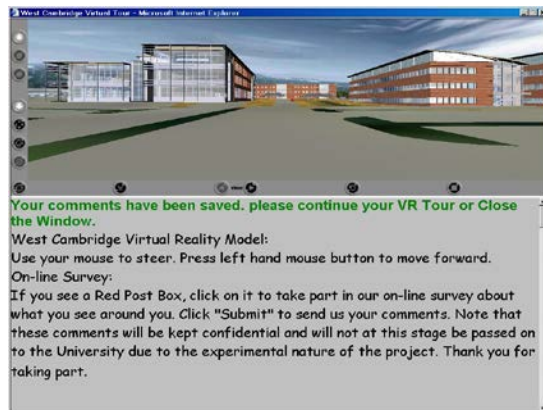 West Cambridge Virtual Tour - Microsoft Internet Explorer
View
Your comments have been saved. please continue your VR Tour or Close
the Window.
West Cambridge Virtual Reality Model:
Use your mouse to steer. Press left hand mouse button to move forward.
On-line Survey:
If you see a Red Post Box, click on it to take part in our on-line survey about
what you see around you. Click "Submit" to send us your comments. Note that
these comments will be kept confidential and will not at this stage be passed on
to the University due to the experimental nature of the project. Thank you for
taking part.